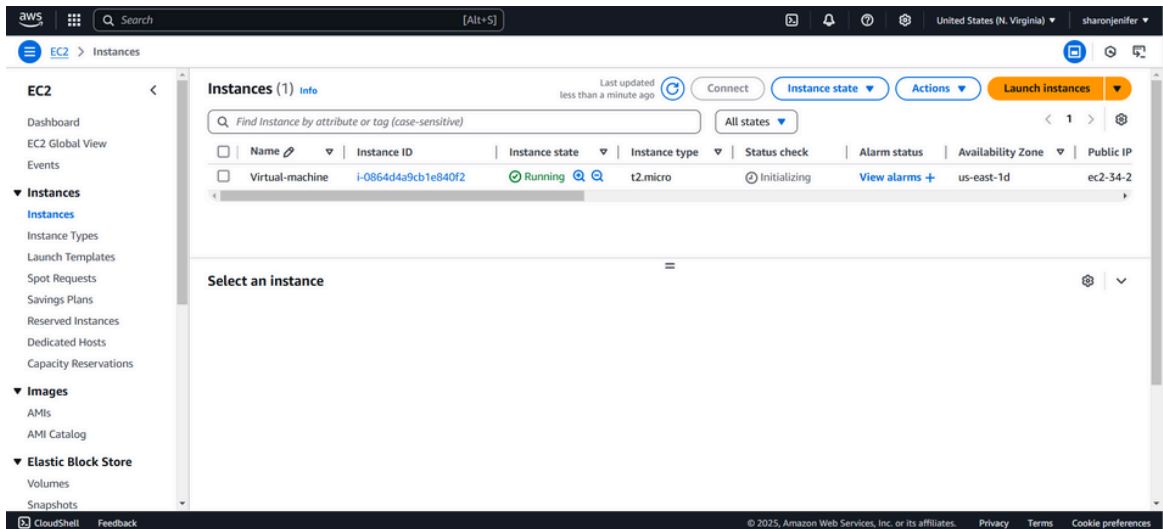 aws Search [Alt+S] United States (N. Virginia) sharonjenifer
EC2 > Instances
EC2
Dashboard
EC2 Global View
Events
Instances
Instances
Instance Types
Launch Templates
Spot Requests
Savings Plans
Reserved Instances
Dedicated Hosts
Capacity Reservations
Images
AMIs
AMI Catalog
Elastic Block Store
Volumes
Snapshots
Instances (1) Info
Last updated
less than a minute ago
Connect Instance state Actions Launch instances
Find Instance by attribute or tag (case-sensitive) All states 1
Name Instance ID Instance state Instance type Status check Alarm status Availability Zone Public IP
Virtual-machine i-0864d4a9cb1e840f2 Running t2.micro Initializing View alarms + us-east-1d ec2-34-2
Select an instance
CloudShell Feedback © 2025, Amazon Web Services, Inc. or its affiliates. Privacy Terms Cookie preferences